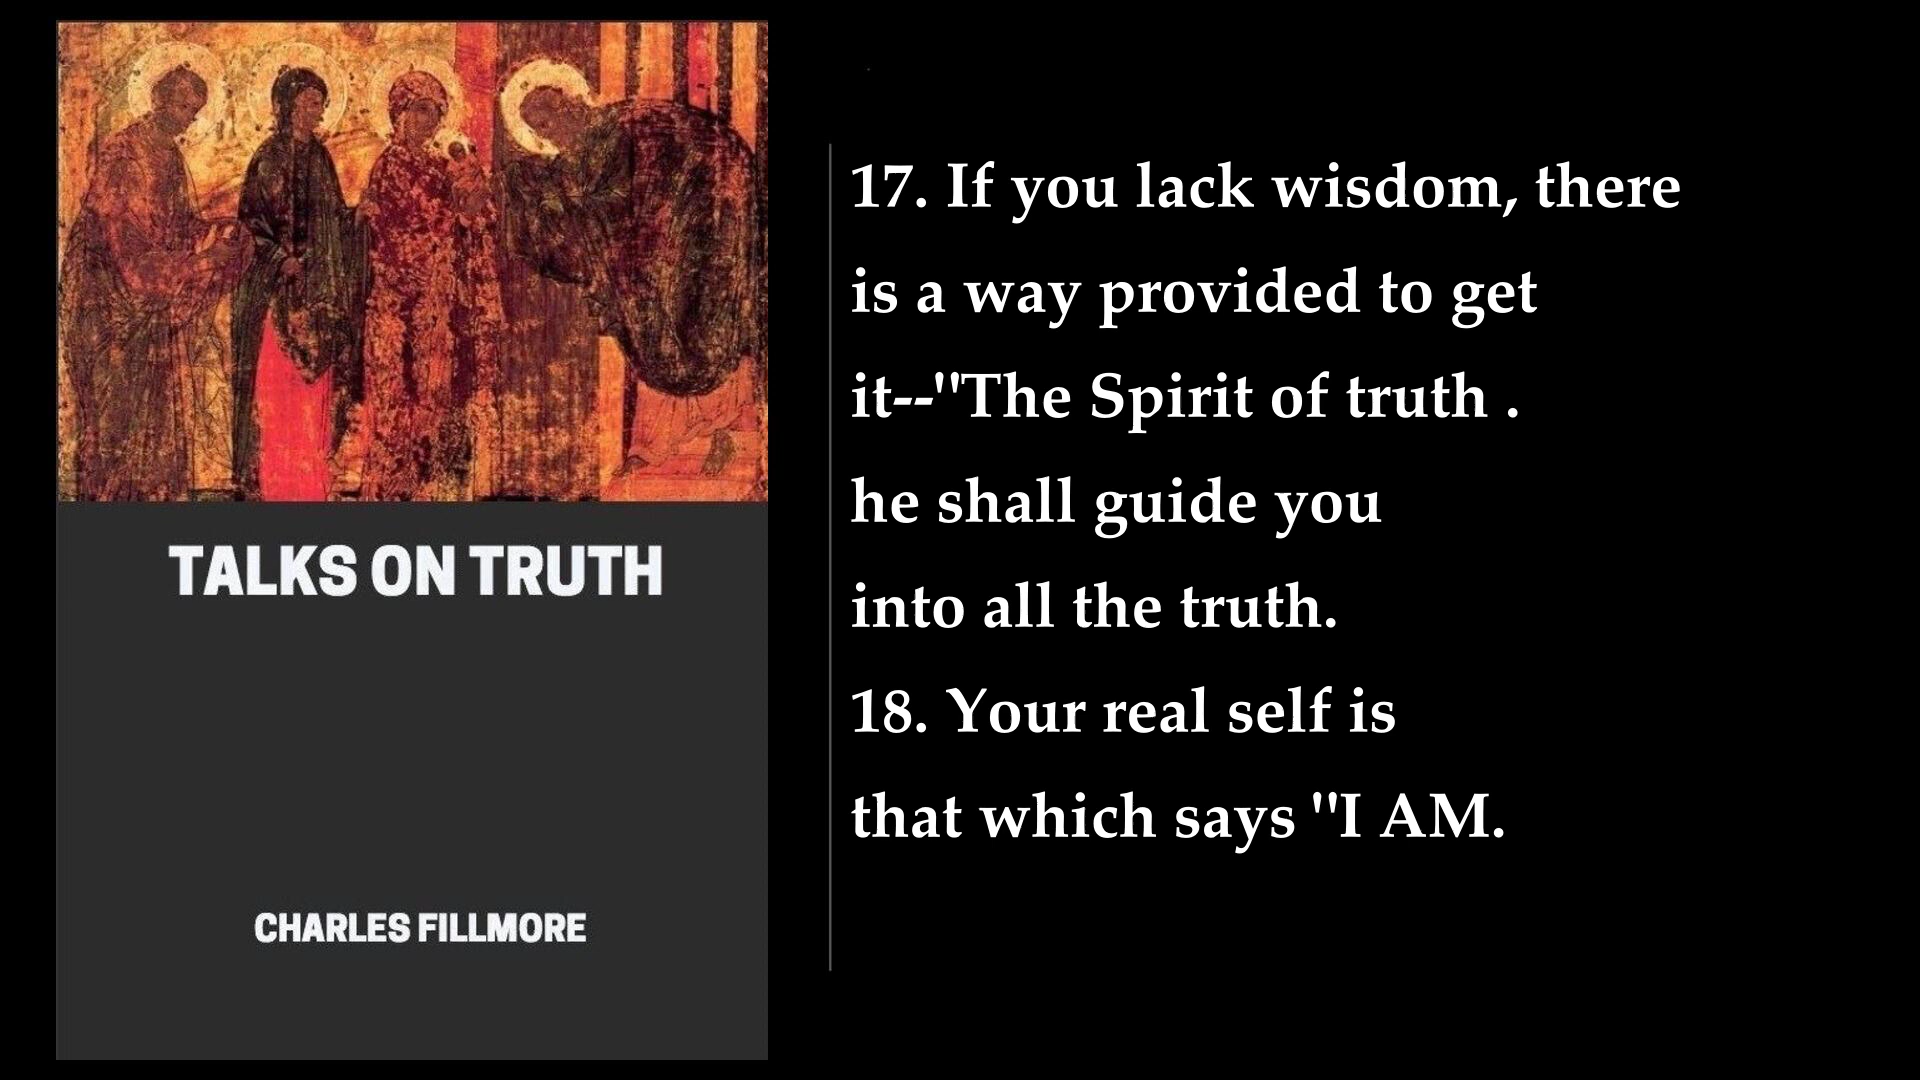 TALKS ON TRUTH
CHARLES FILLMORE
17. If you lack wisdom, there
is a way provided to get
it--"The Spirit of truth .
he shall guide you
into all the truth.
18. Your real self is
that which says "I AM.